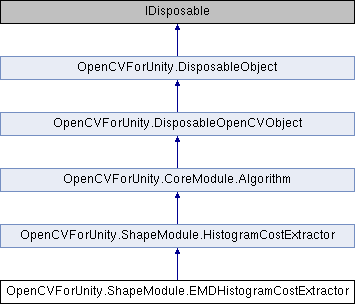 IDisposable
OpenCVForUnity.DisposableObject
OpenCVForUnity.DisposableOpenCVObject
OpenCVForUnity.CoreModule.Algorithm
OpenCVForUnity.ShapeModule.HistogramCostExtractor
OpenCVForUnity.ShapeModule.EMDHistogramCostExtractor